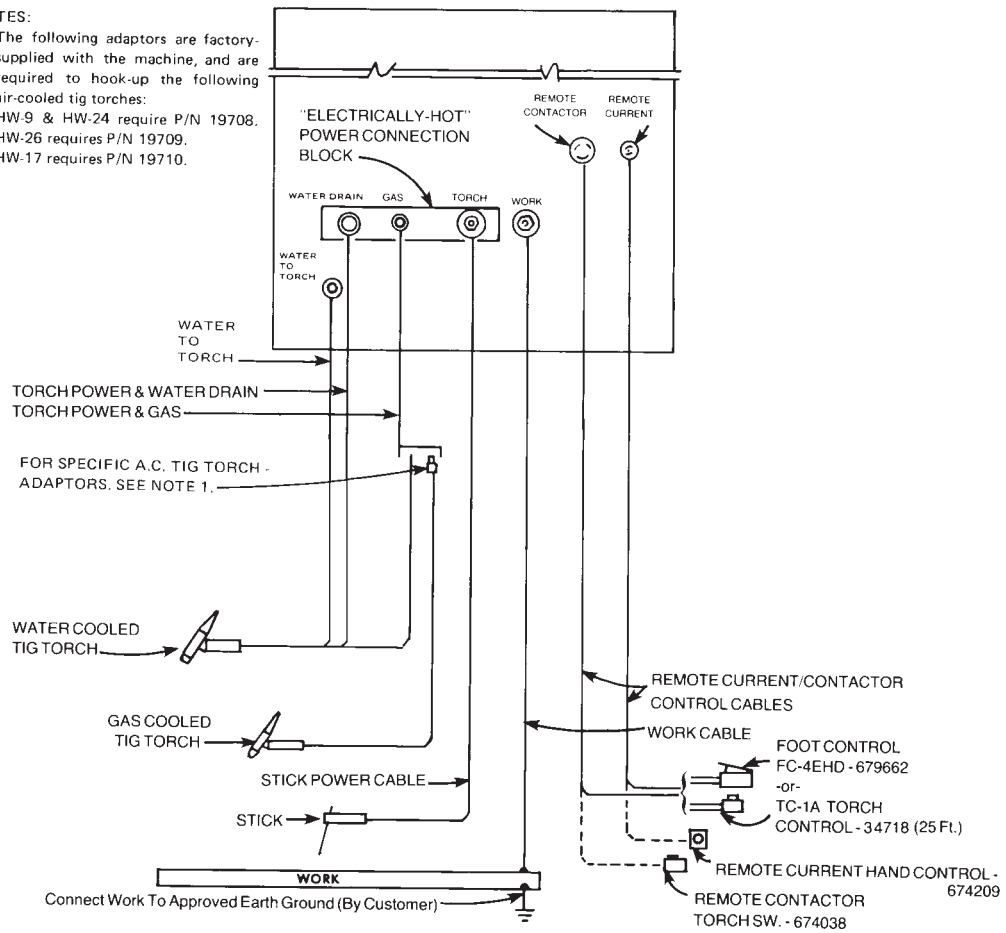 TES:
The following adaptors are factory-
supplied with the machine, and are
required to hook-up the following
air-cooled tig torches:
HW-9 & HW-24 require P/N 19708.
HW-26 requires P/N 19709.
HW-17 requires P/N 19710.
"ELECTRICALLY-HOT"
POWER CONNECTION
BLOCK
REMOTE
CONTACTOR
REMOTE
CURRENT
WATER DRAIN
GAS
TORCH
WORK
WATER
TO
TORCH
WATER
TO
TORCH
TORCH POWER & WATER DRAIN
TORCH POWER & GAS
FOR SPECIFIC A.C. TIG TORCH -
ADAPTORS. SEE NOTE 1.
WATER COOLED
TIG TORCH
GAS COOLED
TIG TORCH
STICK POWER CABLE
STICK
REMOTE CURRENT/CONTACTOR
CONTROL CABLES
WORK CABLE
FOOT CONTROL
FC-4EHD - 679662
-or-
TC-1A TORCH
CONTROL - 34718 (25 Ft.)
REMOTE CURRENT HAND CONTROL -
674209
REMOTE CONTACTOR
TORCH SW. - 674038
WORK
Connect Work To Approved Earth Ground (By Customer)